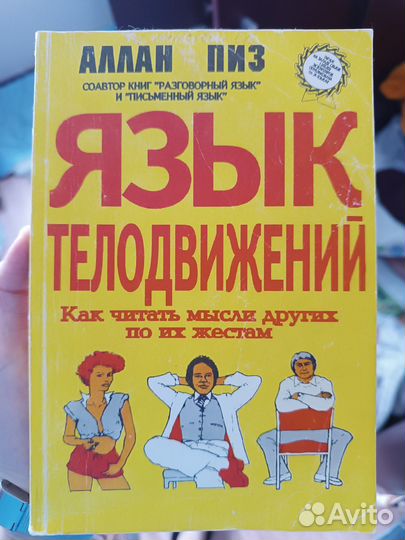 АЛЛАН ПИЗ
СОАВТОР КНИГ "РАЗГОВОРНЫЙ ЯЗЫК"
И "ПИСЬМЕННЫЙ ЯЗЫК"
ЯЗЫК
ТЕЛОДВИЖЕНИЙ
Как читать мысли других
по их жестам
Avito